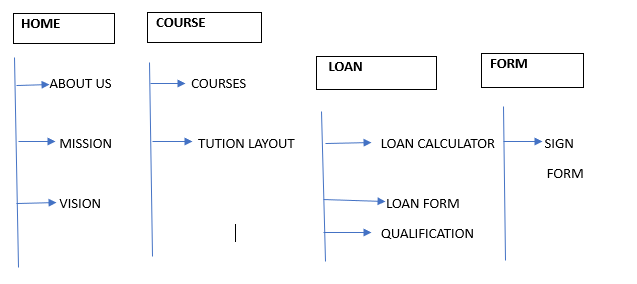 HOME
ABOUT US
MISSION
VISION
COURSE
COURSES
TUTION LAYOUT
LOAN
LOAN CALCULATOR
LOAN FORM
QUALIFICATION
FORM
SIGN
FORM